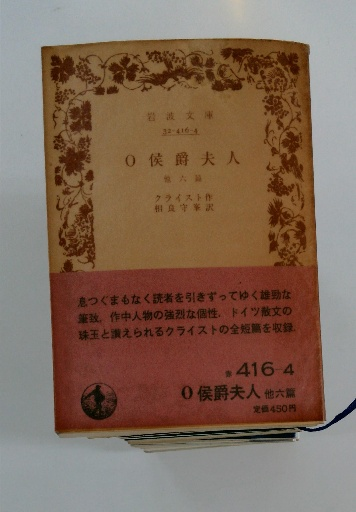 岩波文庫
32-416-4
O侯爵夫人
他六篇
クライスト作
相良守峯訳
息つくまもなく読者を引きずってゆく雄勁な
筆致，作中人物の強烈な個性．ドイツ散文の
珠玉と讃えられるクライストの全短篇を収録．
赤 416-4
O侯爵夫人 他六篇
定価450円